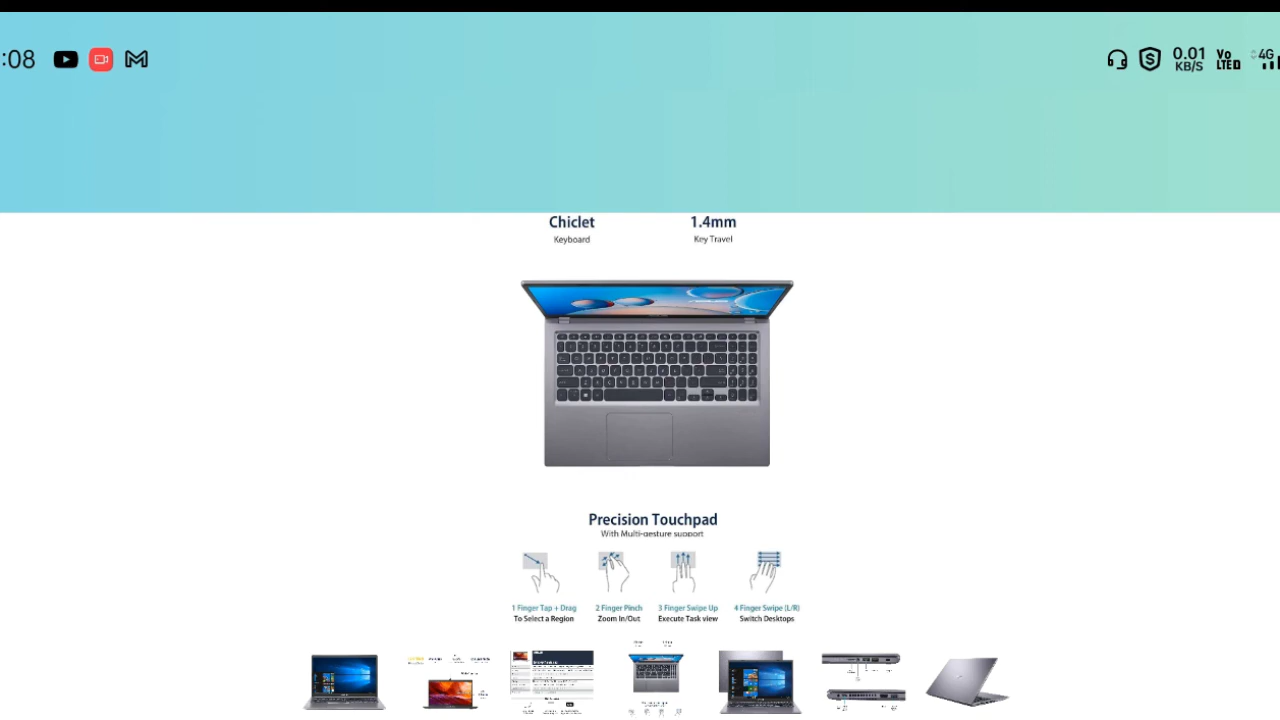 :08
0.01
KB/S
Vo
LTE
4G
Chiclet
1.4mm
Keyboard
Key Travel
Precision Touchpad
With Multi-gesture support
1 Finger Tap + Drag
2 Finger Pinch
3 Finger Swipe Up
4 Finger Swipe (L/R)
To Select a Region
Zoom In/Out
Execute Task view
Switch Desktops